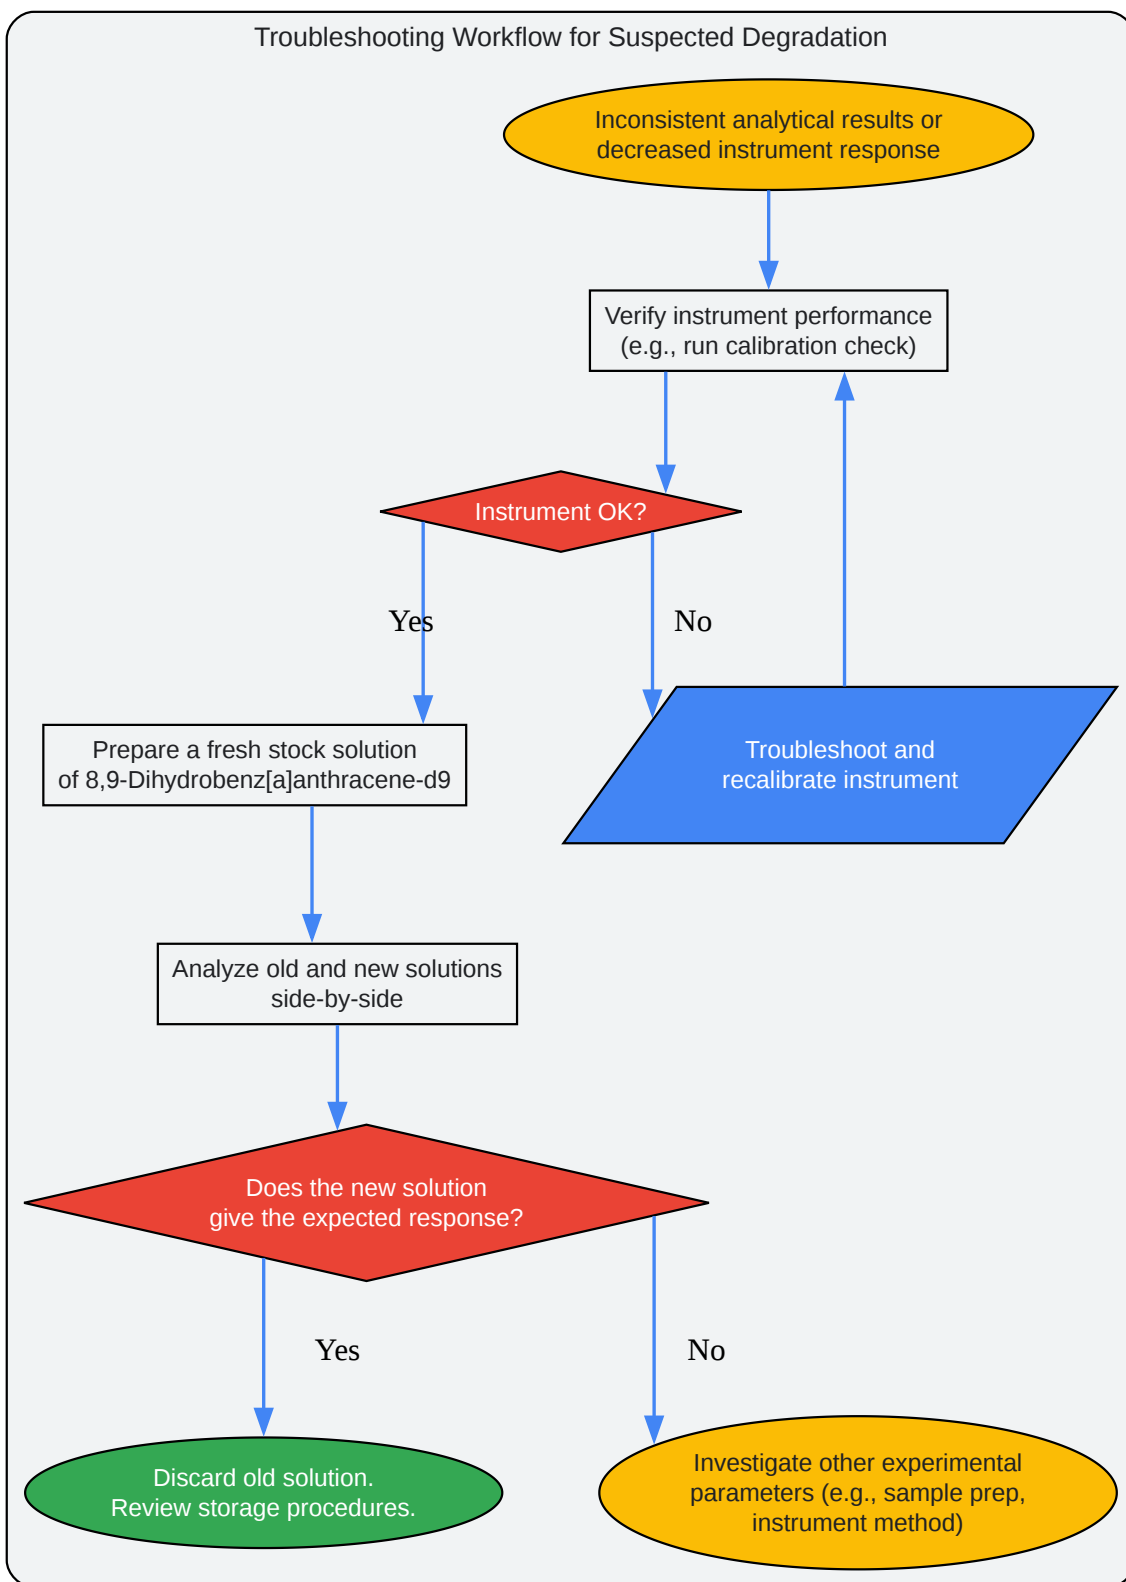 Troubleshooting Workflow for Suspected Degradation
Inconsistent analytical results or
decreased instrument response
Verify instrument performance
(e.g., run calibration check)
Instrument OK?
Yes
No
Prepare a fresh stock solution
of 8,9-Dihydrobenz[a]anthracene-d9
Troubleshoot and
recalibrate instrument
Analyze old and new solutions
side-by-side
Does the new solution
give the expected response?
Yes
No
Discard old solution.
Review storage procedures.
Investigate other experimental
parameters (e.g., sample prep,
instrument method)